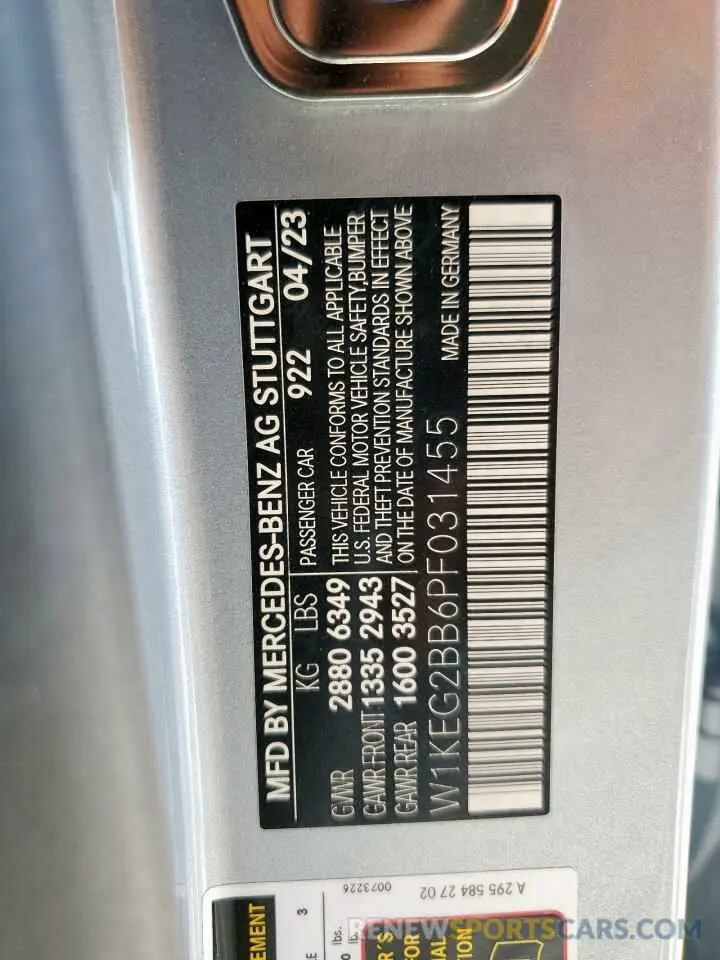 MFD BY MERCEDES-BENZ AG STUTTGART
KG LBS PASSENGER CAR 922 04/23
GVWR 2880 6349 THIS VEHICLE CONFORMS TO ALL APPLICABLE
GAWR FRONT 1335 2943 U.S. FEDERAL MOTOR VEHICLE SAFETY,BUMPER
GAWR REAR 1600 3527 AND THEFT PREVENTION STANDARDS IN EFFECT
ON THE DATE OF MANUFACTURE SHOWN ABOVE
W1KEG2BB6PF031455 MADE IN GERMANY
0073226
A 295 584 27 02
EMENT
3
lbs.
RENEWSPORTSCARS.COM